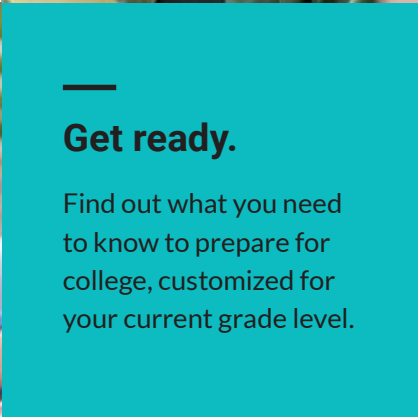 Get ready.
Find out what you need
to know to prepare for
college, customized for
your current grade level.